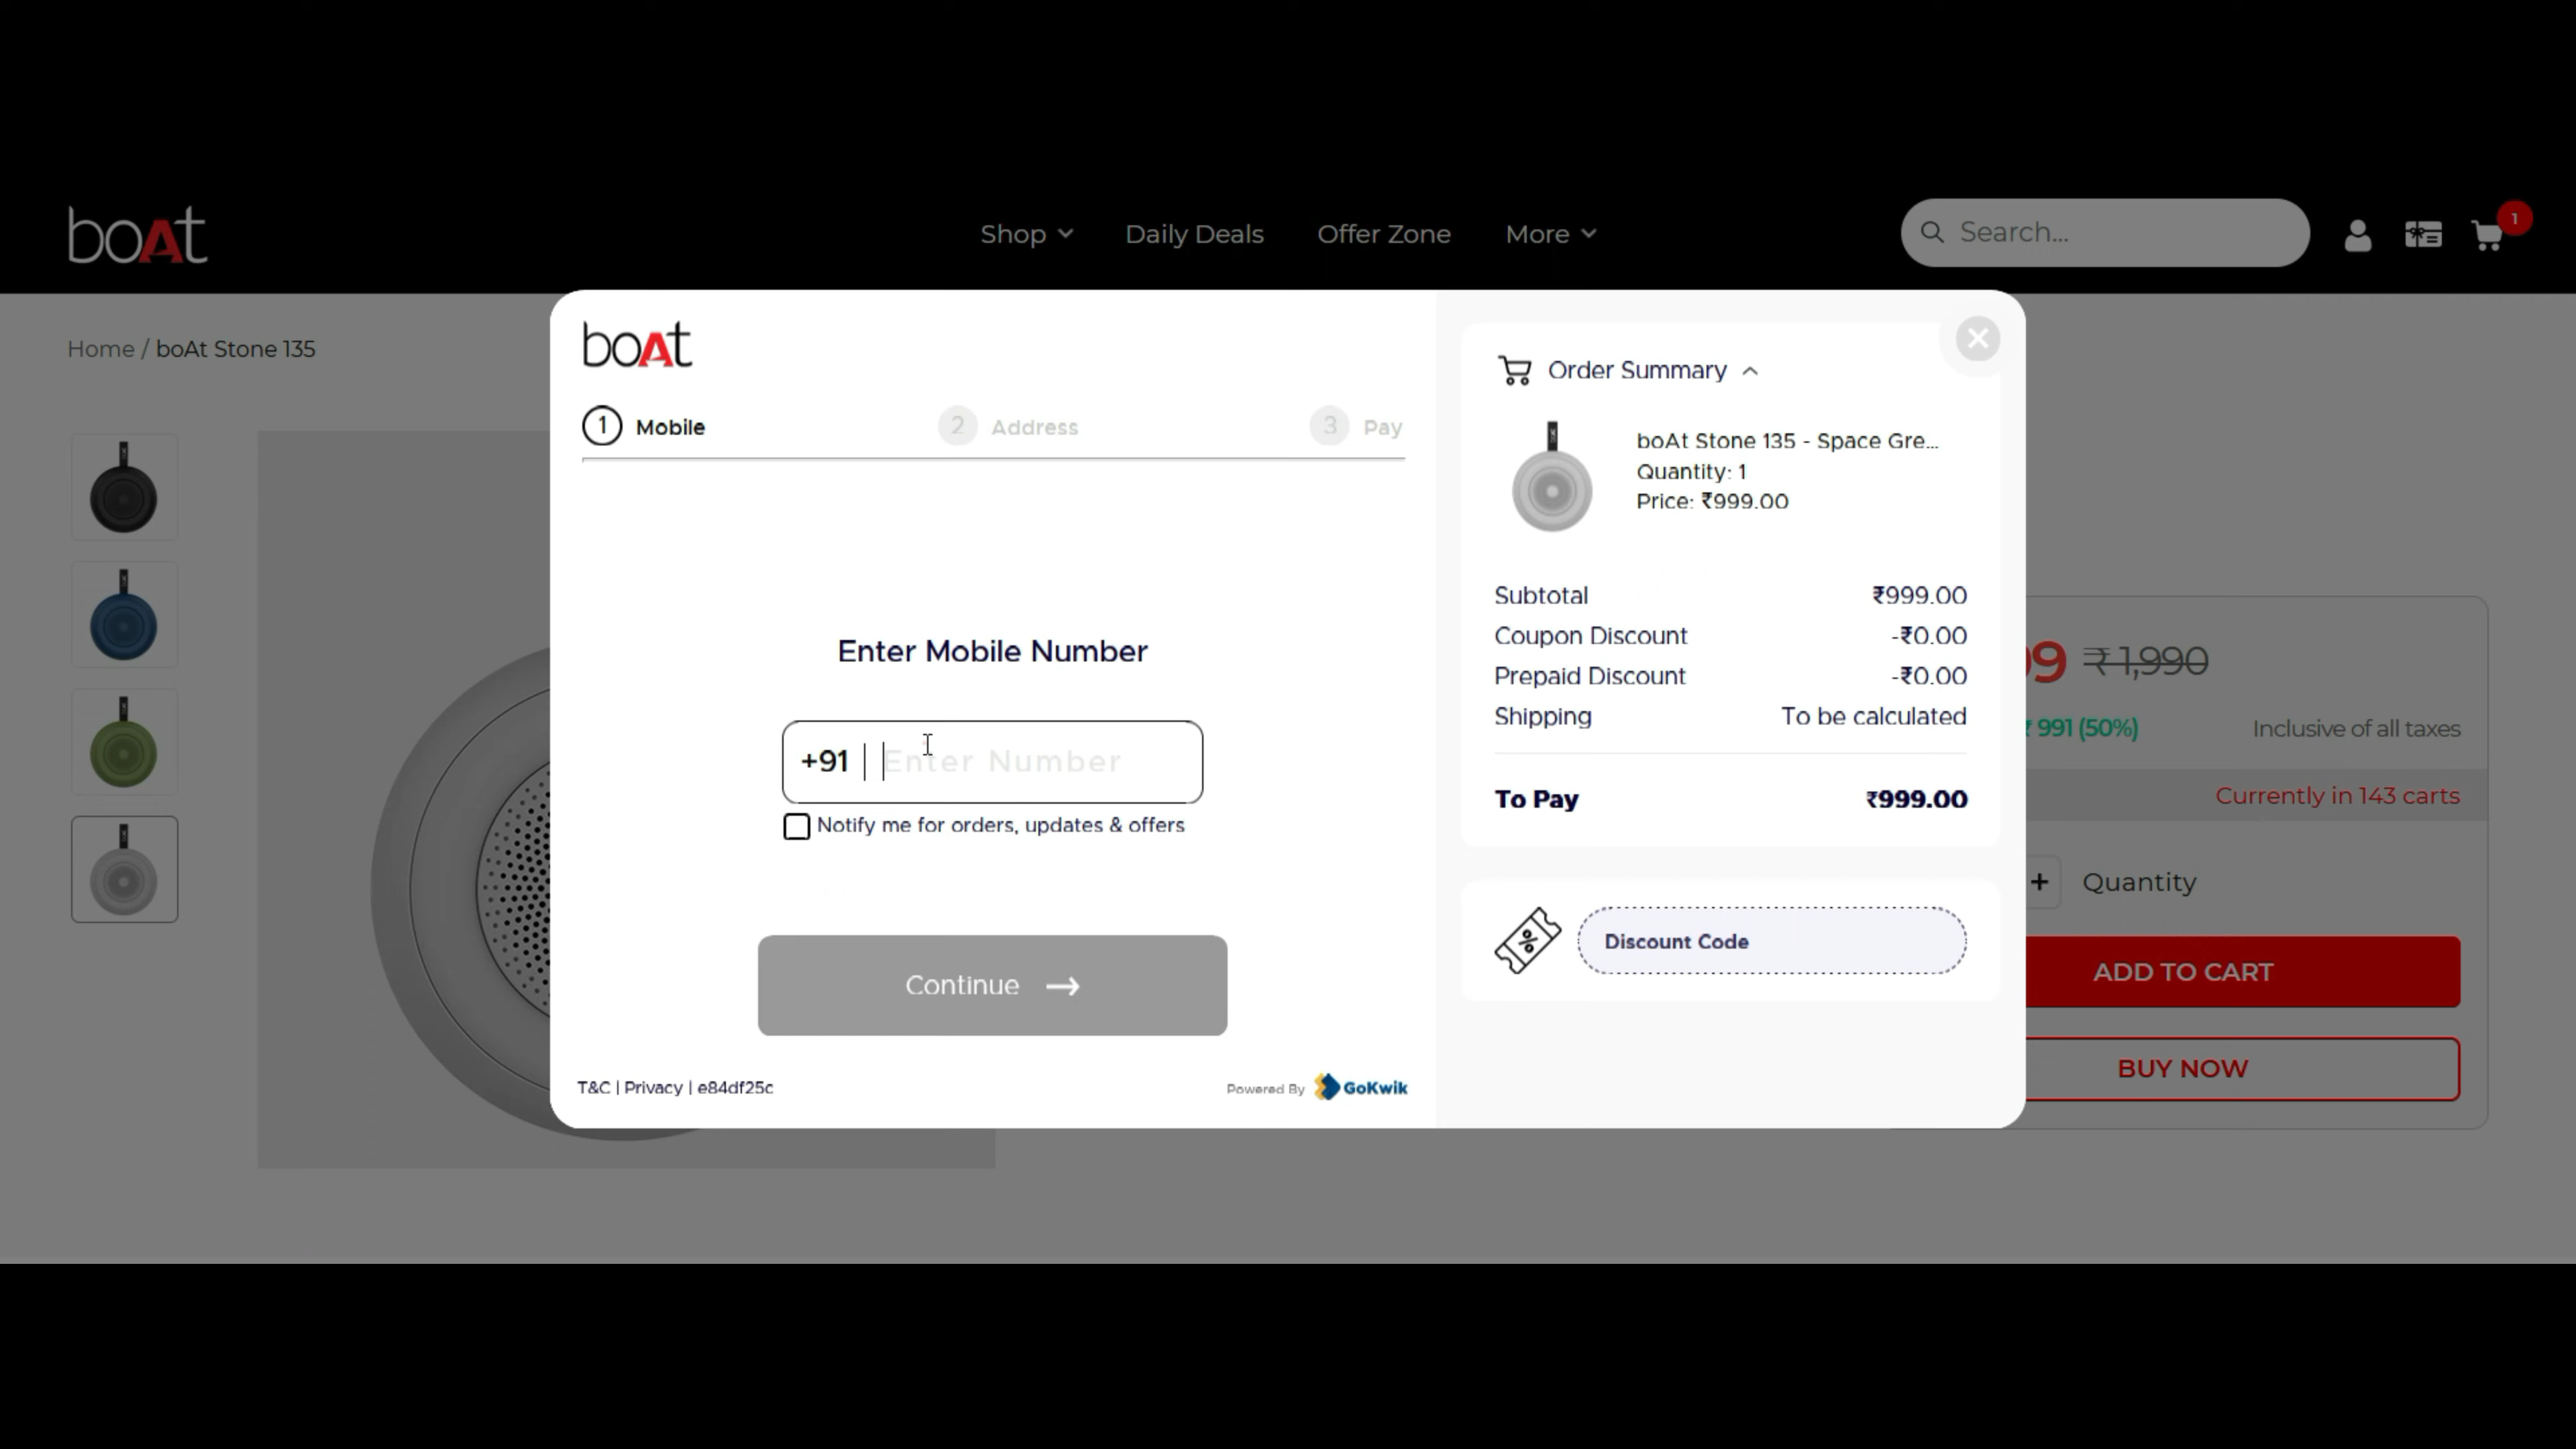 boAt
Shop
Daily Deals
Offer Zone
More
Search...
1
Home / boAt Stone 135
boAt
1 Mobile
2 Address
3 Pay
Enter Mobile Number
+91
Enter Number
Notify me for orders, updates & offers
Continue
T&C | Privacy | e84df25c
Powered By GoKwik
Order Summary
boAt Stone 135 - Space Gre...
Quantity: 1
Price: ₹999.00
Subtotal ₹999.00
Coupon Discount -₹0.00
Prepaid Discount -₹0.00
Shipping To be calculated
To Pay ₹999.00
Discount Code
₹ 1,990
₹ 991 (50%)
Inclusive of all taxes
Currently in 143 carts
+ Quantity
ADD TO CART
BUY NOW